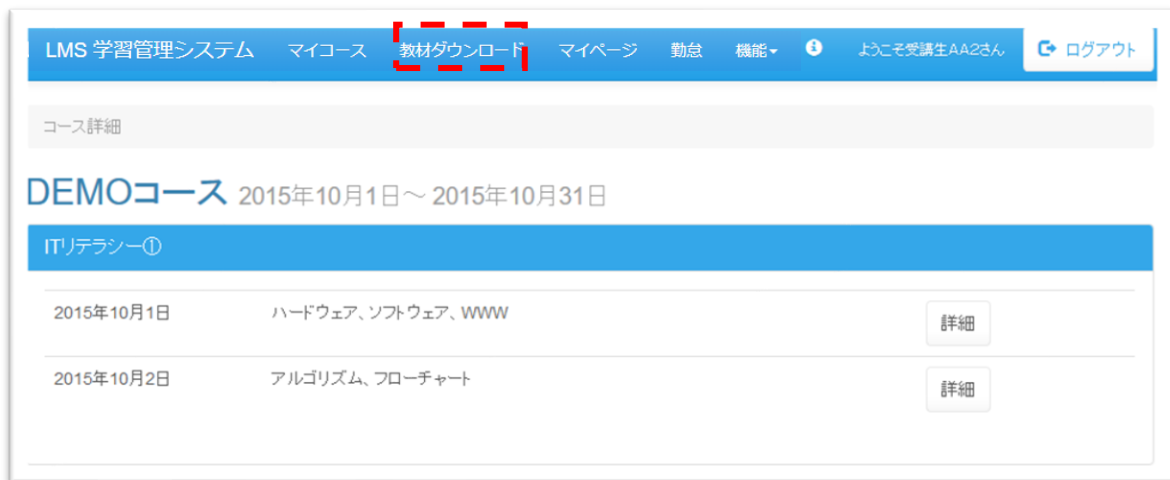 LMS 学習管理システム マイコース 教材ダウンロード マイページ 勤怠 機能 ようこそ受講生AA2さん ログアウト
コース詳細
DEMOコース 2015年10月1日～ 2015年10月31日
ITリテラシー①
2015年10月1日 ハードウェア、ソフトウェア、WWW 詳細
2015年10月2日 アルゴリズム、フローチャート 詳細